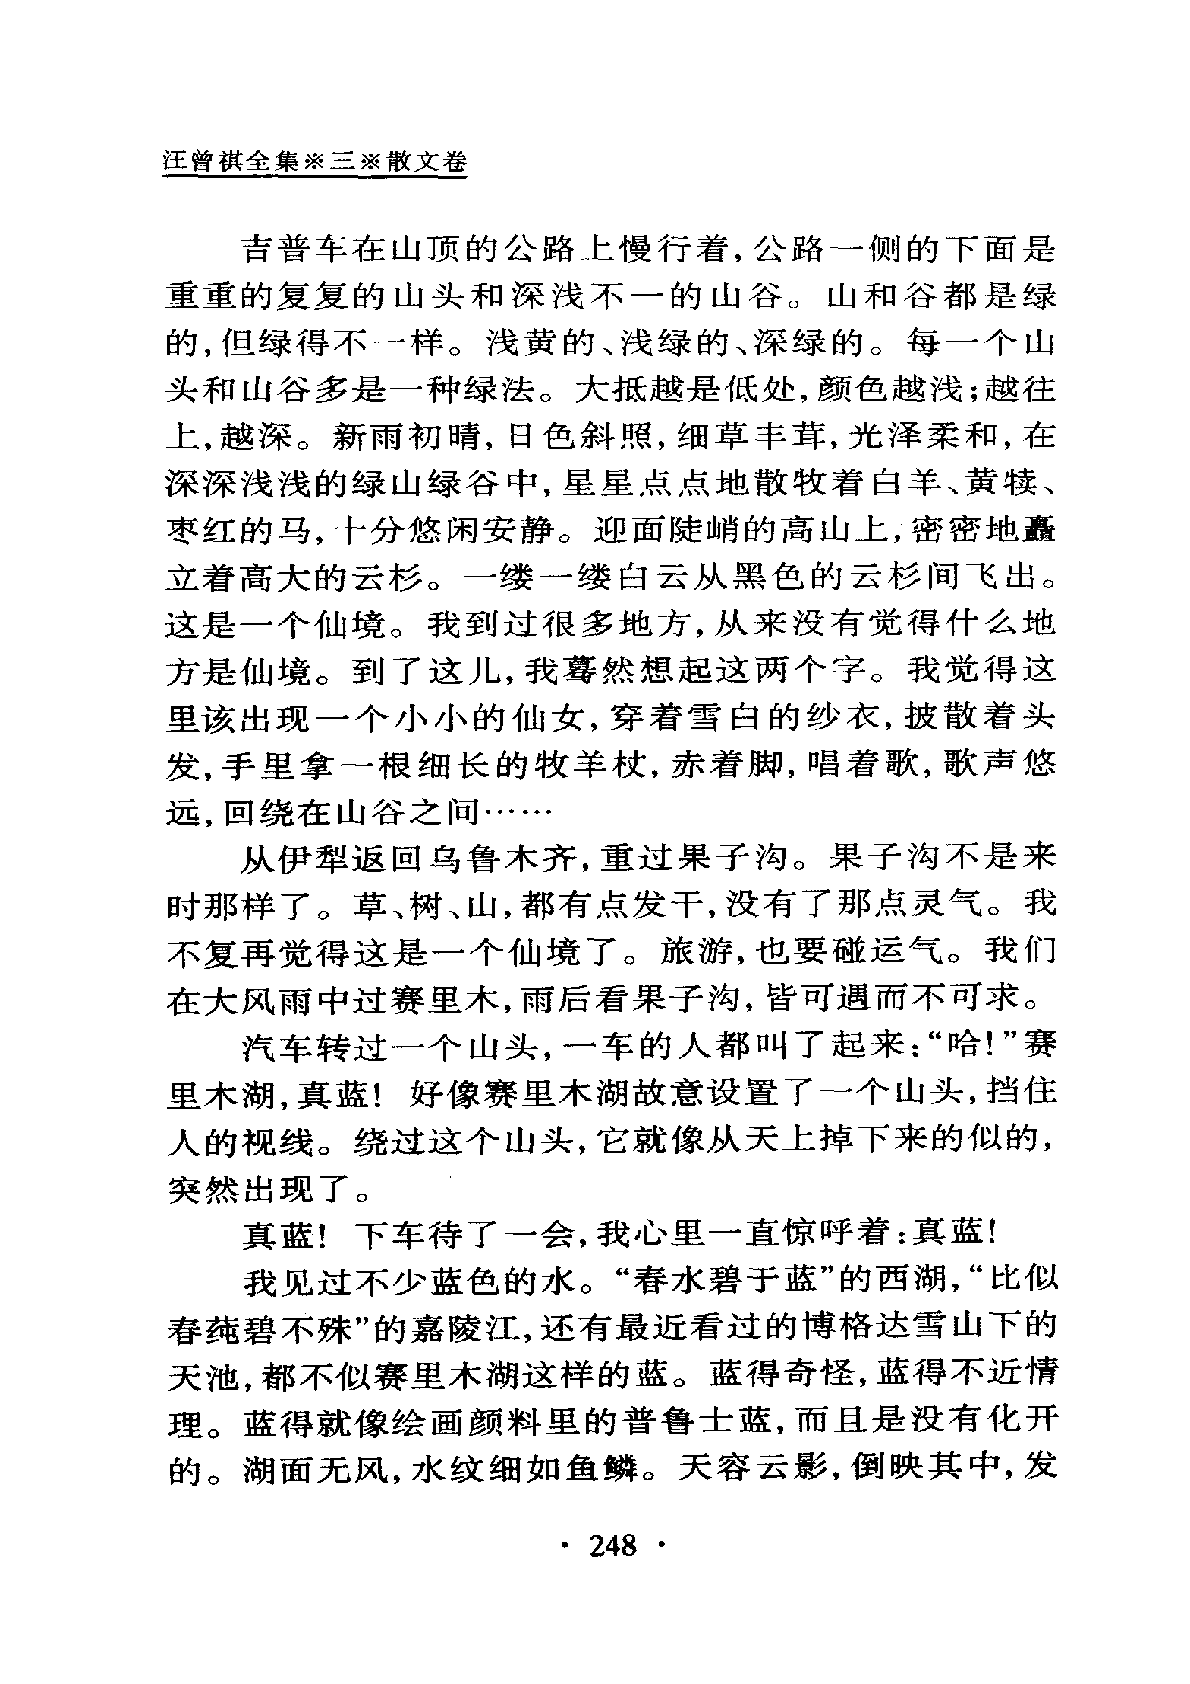 汪曾祺全集※三※散文卷
吉普车在山顶的公路上慢行着,公路一侧的下面是
重重的复复的山头和深浅不一的山谷。山和谷都是绿
的,但绿得不一样。浅黄的、浅绿的、深绿的。每一个山
头和山谷多是一种绿法。大抵越是低处,颜色越浅;越往
上,越深。新雨初晴,日色斜照,细草丰茸,光泽柔和,在
深深浅浅的绿山绿谷中,星星点点地散牧着白羊、黄犊、
枣红的马,十分悠闲安静。迎面陡峭的高山上,密密地矗
立着高大的云杉。一缕一缕白云从黑色的云杉间飞出。
这是一个仙境。我到过很多地方,从来没有觉得什么地
方是仙境。到了这儿,我蓦然想起这两个字。我觉得这
里该出现一个小小的仙女,穿着雪白的纱衣,披散着头
发,手里拿一根细长的牧羊杖,赤着脚,唱着歌,歌声悠
远,回绕在山谷之间……
从伊犁返回乌鲁木齐,重过果子沟。果子沟不是来
时那样了。草、树、山,都有点发干,没有了那点灵气。我
不复再觉得这是一个仙境了。旅游,也要碰运气。我们
在大风雨中过赛里木,雨后看果子沟,皆可遇而不可求。
汽车转过一个山头,一车的人都叫了起来:“哈!”赛
里木湖,真蓝! 好像赛里木湖故意设置了一个山头,挡住
人的视线。绕过这个山头,它就像从天上掉下来的似的,
突然出现了。
真蓝! 下车待了一会,我心里一直惊呼着:真蓝!
我见过不少蓝色的水。“春水碧于蓝”的西湖,“比似
春莼碧不殊”的嘉陵江,还有最近看过的博格达雪山下的
天池,都不似赛里木湖这样的蓝。蓝得奇怪,蓝得不近情
理。蓝得就像绘画颜料里的普鲁士蓝,而且是没有化开
的。湖面无风,水纹细如鱼鳞。天容云影,倒映其中,发
· 248 ·